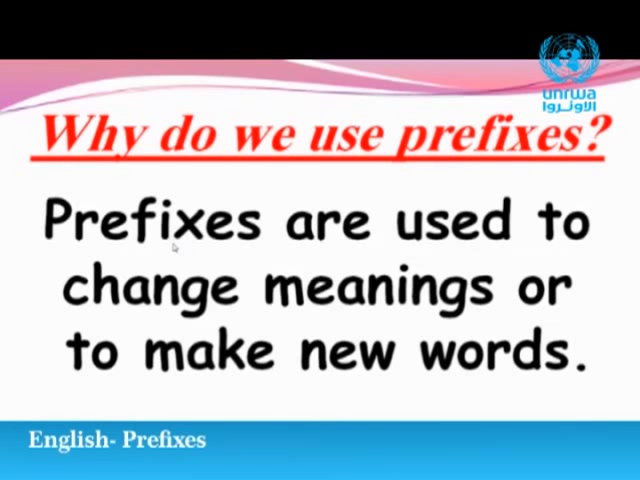 unrwa
الاونروا
Why do we use prefixes?
Prefixes are used to
change meanings or
to make new words.
English- Prefixes